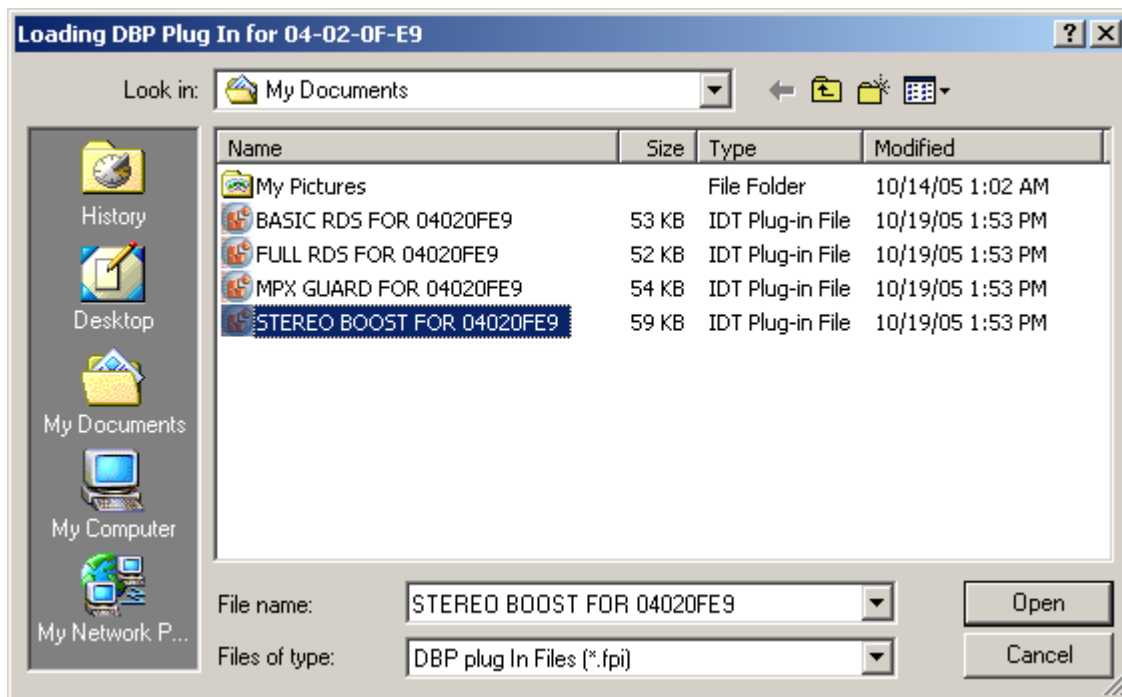 Loading DBP Plug In for 04-02-0F-E9
Look in: My Documents
Name Size Type Modified
My Pictures File Folder 10/14/05 1:02 AM
BASIC RDS FOR 04020FE9 53 KB IDT Plug-in File 10/19/05 1:53 PM
FULL RDS FOR 04020FE9 52 KB IDT Plug-in File 10/19/05 1:53 PM
MPX GUARD FOR 04020FE9 54 KB IDT Plug-in File 10/19/05 1:53 PM
STEREO BOOST FOR 04020FE9 59 KB IDT Plug-in File 10/19/05 1:53 PM
History
Desktop
My Documents
My Computer
My Network P...
File name: STEREO BOOST FOR 04020FE9 Open
Files of type: DBP plug In Files (*.fpi) Cancel